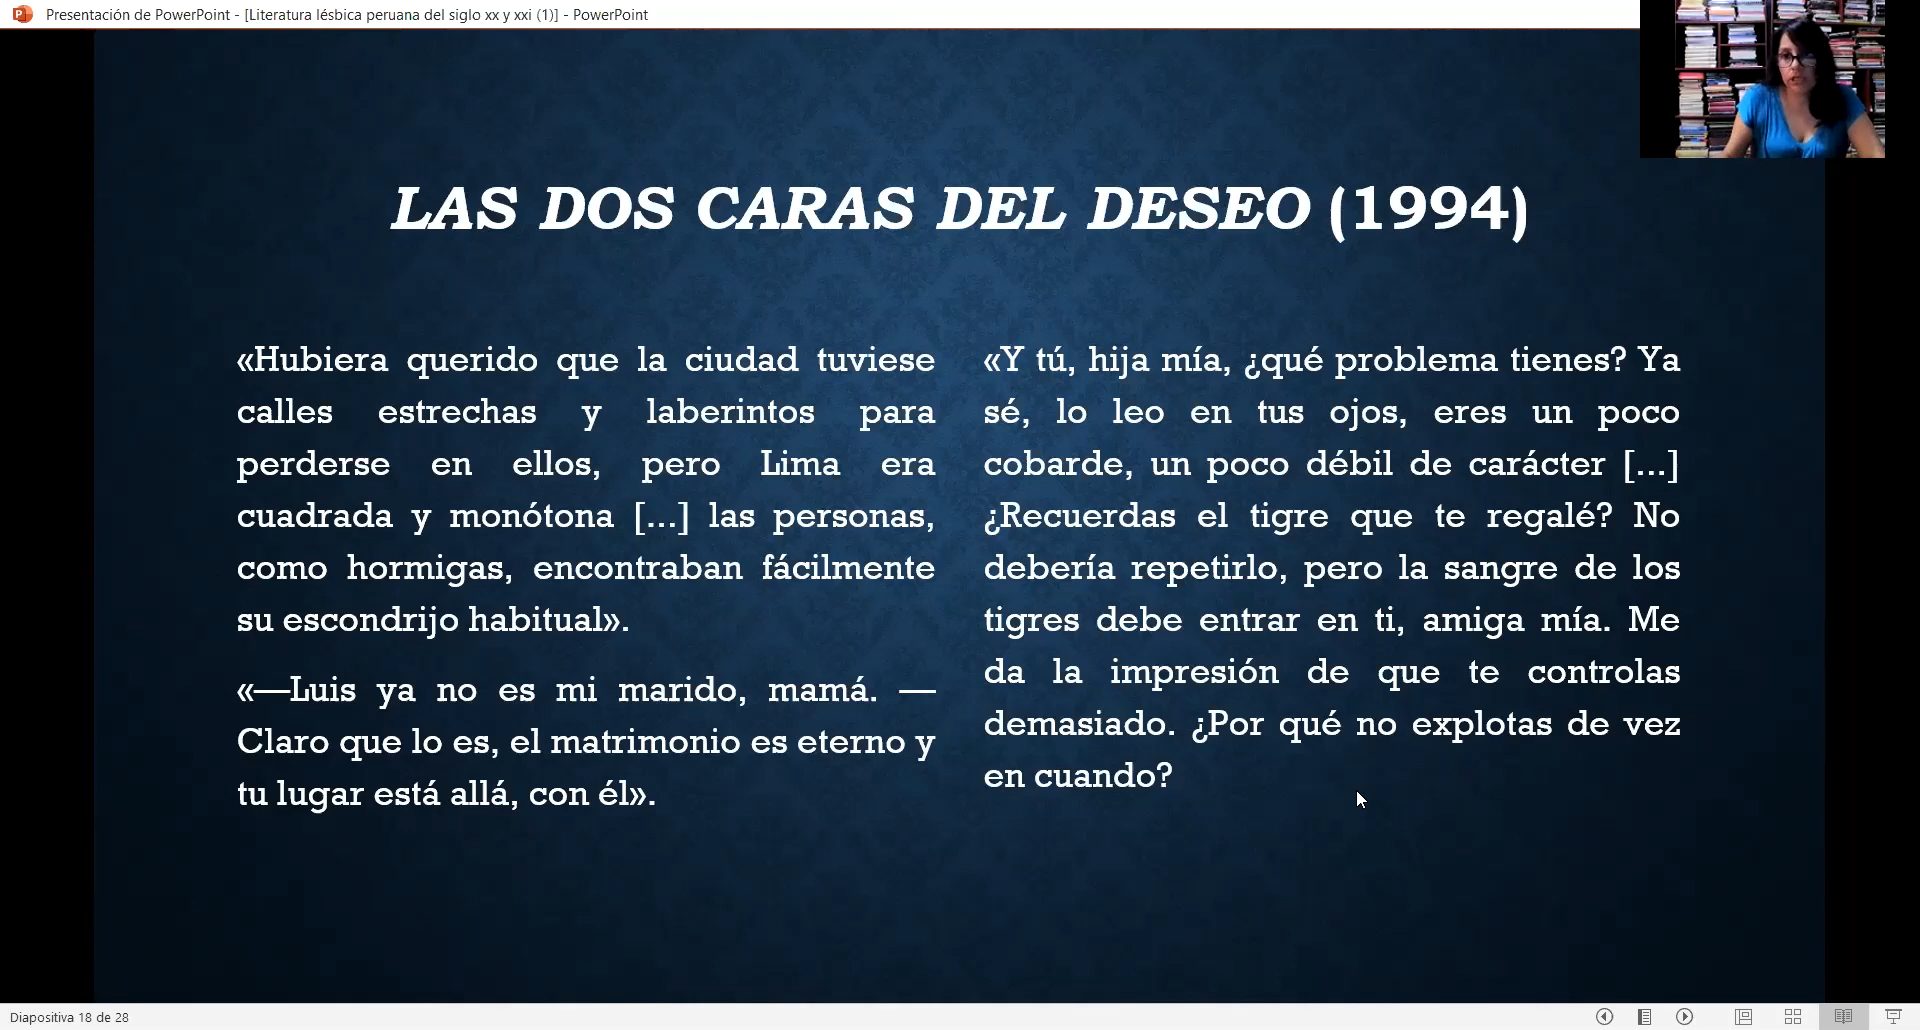 Presentación de PowerPoint - [Literatura lésbica peruana del siglo xx y xxi (1)] - PowerPoint
LAS DOS CARAS DEL DESEO (1994)
«Hubiera querido que la ciudad tuviese
calles estrechas y laberintos para
perderse en ellos, pero Lima era
cuadrada y monótona [...] las personas,
como hormigas, encontraban fácilmente
su escondrijo habitual».
«—Luis ya no es mi marido, mamá. —
Claro que lo es, el matrimonio es eterno y
tu lugar está allá, con él».
«Y tú, hija mía, ¿qué problema tienes? Ya
sé, lo leo en tus ojos, eres un poco
cobarde, un poco débil de carácter [...]
¿Recuerdas el tigre que te regalé? No
debería repetirlo, pero la sangre de los
tigres debe entrar en ti, amiga mía. Me
da la impresión de que te controlas
demasiado. ¿Por qué no explotas de vez
en cuando?
Diapositiva 18 de 28